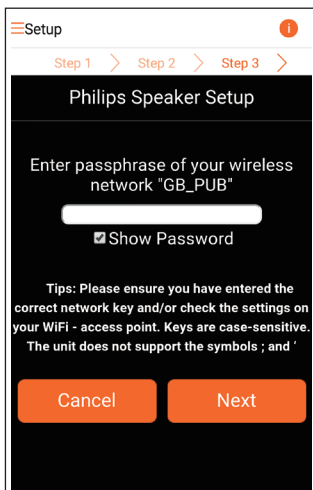 Setup
i
Step 1 Step 2 Step 3
Philips Speaker Setup
Enter passphrase of your wireless
network "GB_PUB"
Show Password
Tips: Please ensure you have entered the
correct network key and/or check the settings on
your WiFi - access point. Keys are case-sensitive.
The unit does not support the symbols ; and '
Cancel Next